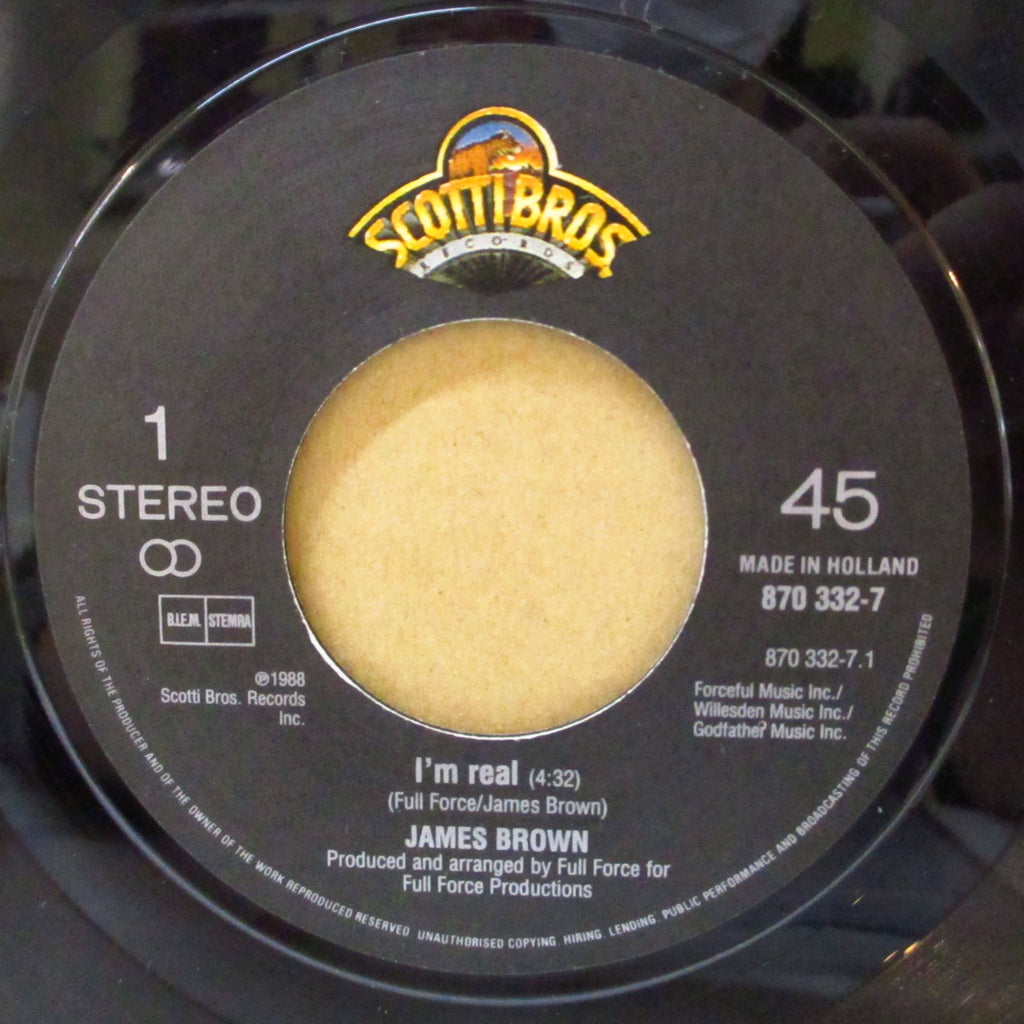 SCOTTI BROS.
RECORDS
1
STEREO
B.I.E.M. STEMRA
℗1988
Scotti Bros. Records
Inc.
45
MADE IN HOLLAND
870 332-7
870 332-7.1
Forceful Music Inc./
Willesden Music Inc./
Godfather Music Inc.
I'm real (4:32)
(Full Force/James Brown)
JAMES BROWN
Produced and arranged by Full Force for
Full Force Productions
ALL RIGHTS OF THE PRODUCER AND OF THE OWNER OF THE WORK REPRODUCED RESERVED UNAUTHORISED COPYING. HIRING. LENDING. PUBLIC PERFORMANCE AND BROADCASTING OF THIS RECORD PROHIBITED